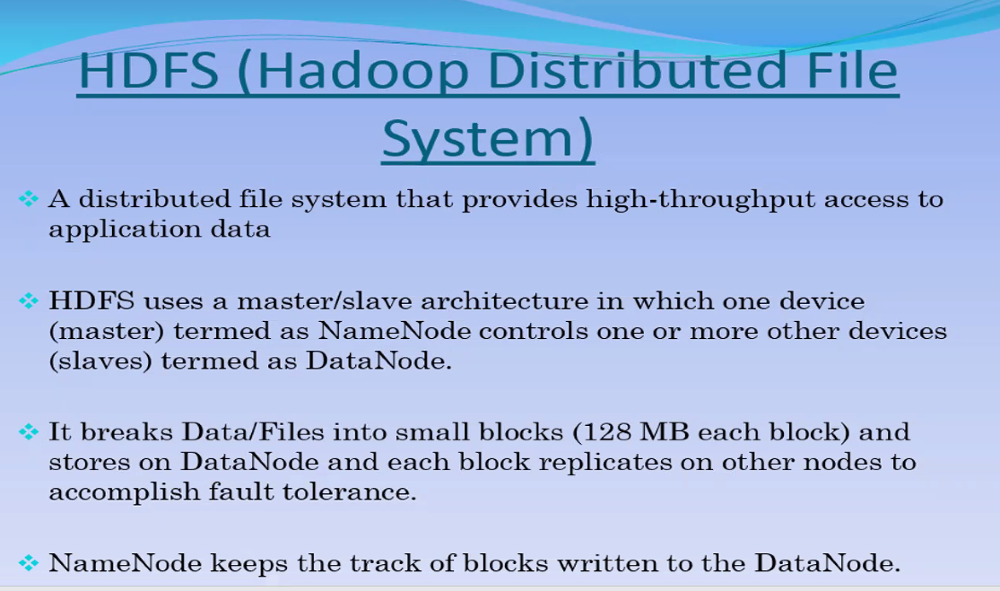 HDFS (Hadoop Distributed File
System)
A distributed file system that provides high-throughput access to
application data
HDFS uses a master/slave architecture in which one device
(master) termed as NameNode controls one or more other devices
(slaves) termed as DataNode.
It breaks Data/Files into small blocks (128 MB each block) and
stores on DataNode and each block replicates on other nodes to
accomplish fault tolerance.
NameNode keeps the track of blocks written to the DataNode.